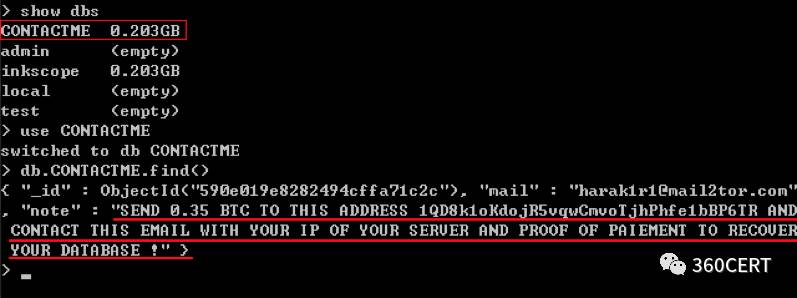 > show dbs
CONTACTME 0.203GB
admin (empty)
inkscope 0.203GB
local (empty)
test (empty)
> use CONTACTME
switched to db CONTACTME
> db.CONTACTME.find()
{ "_id" : ObjectId("590e019e8282494cffa71c2c"), "mail" : "harak1r1@mail2tor.com"
, "note" : "SEND 0.35 BTC TO THIS ADDRESS 1QD8k1oKdojR5vqwCmvoTjhPhfe1bBP6TR AND
CONTACT THIS EMAIL WITH YOUR IP OF YOUR SERVER AND PROOF OF PAIEMENT TO RECOVER
YOUR DATABASE !" }
> _
360CERT